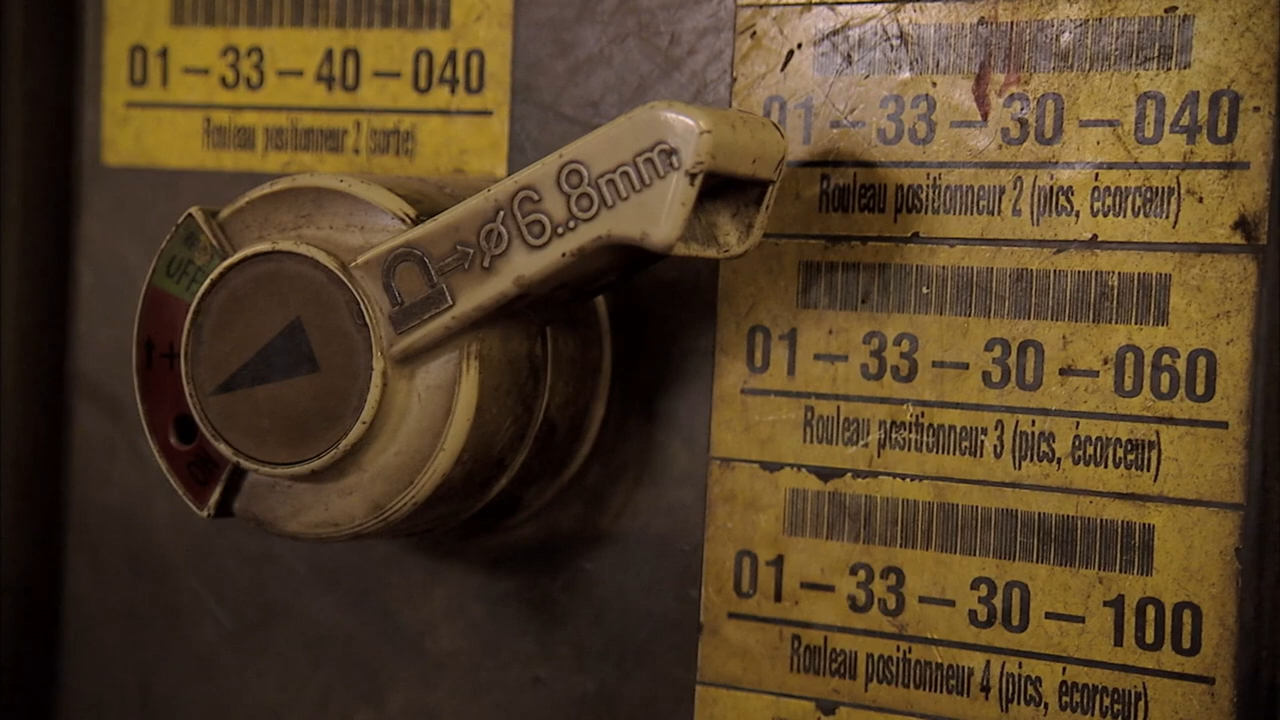 01-33-40-040
Rouleau positionneur 2 (sortie)
01-33-30-040
Rouleau positionneur 2 (pics, écorceur)
01-33-30-060
Rouleau positionneur 3 (pics, écorceur)
01-33-30-100
Rouleau positionneur 4 (pics, écorceur)
→ø6..8mm
OFF